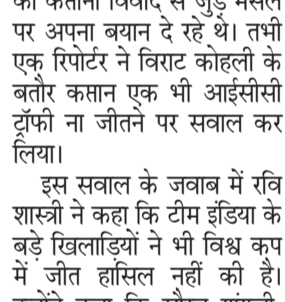 पर अपना बयान दे रहे थे। तभी
एक रिपोर्टर ने विराट कोहली के
बतौर कप्तान एक भी आईसीसी
ट्रॉफी ना जीतने पर सवाल कर
लिया।
इस सवाल के जवाब में रवि
शास्त्री ने कहा कि टीम इंडिया के
बड़े खिलाड़ियों ने भी विश्व कप
में जीत हासिल नहीं की है।